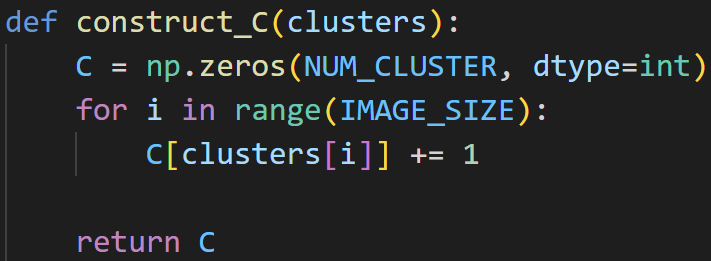 def construct_C(clusters):
    C = np.zeros(NUM_CLUSTER, dtype=int)
    for i in range(IMAGE_SIZE):
        C[clusters[i]] += 1
    return C